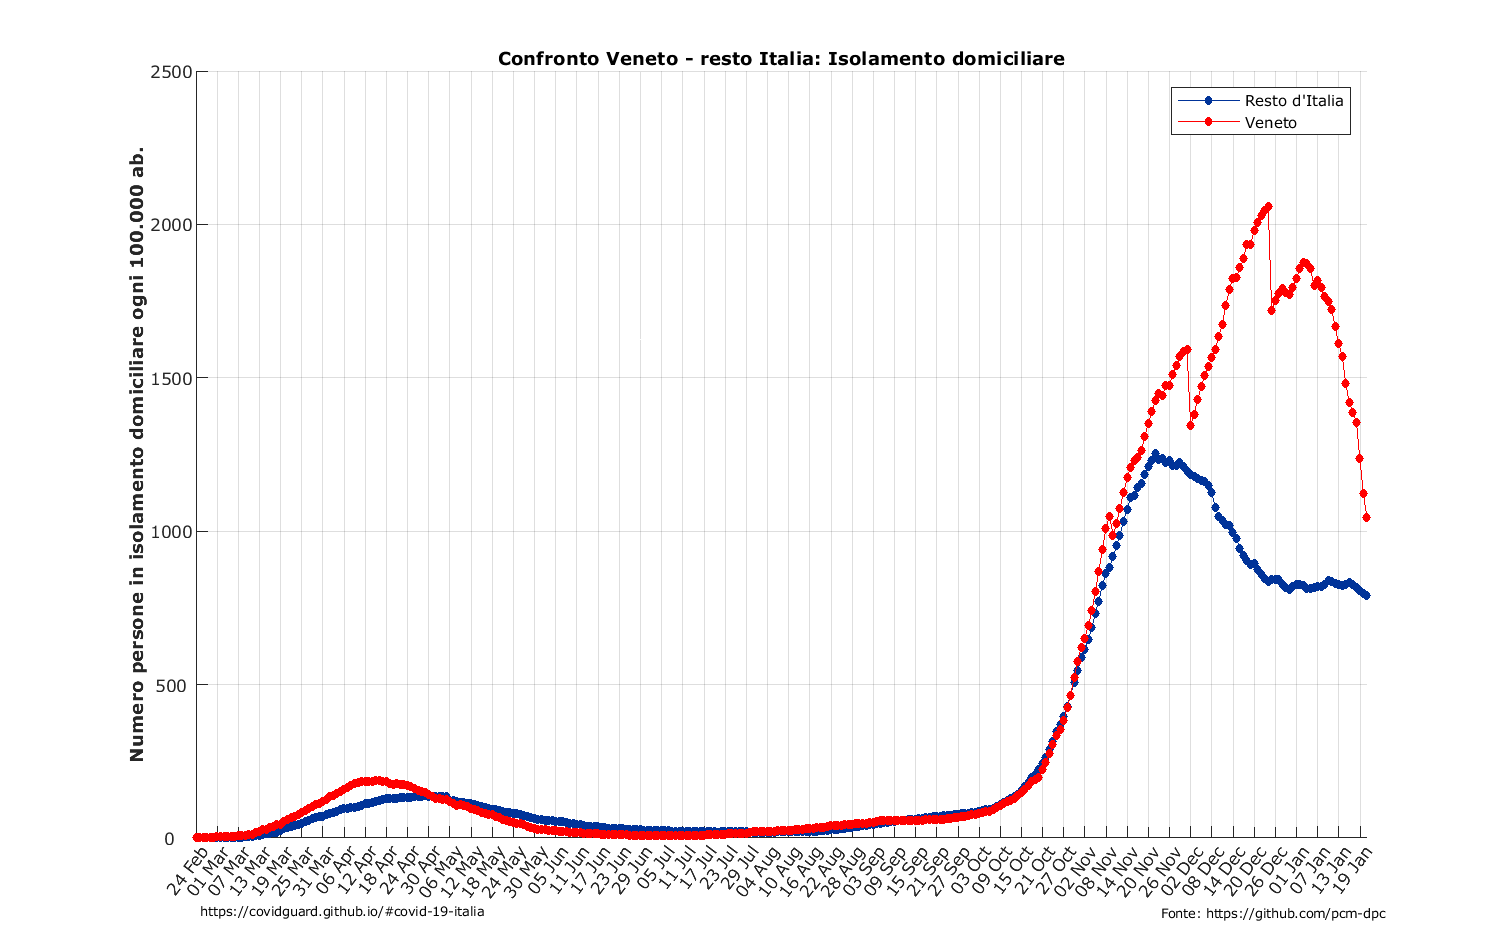 Confronto Veneto - resto Italia: Isolamento domiciliare
Numero persone in isolamento domiciliare ogni 100.000 ab.
2500
2000
1500
1000
500
0
Resto d'Italia
Veneto
24 Feb
01 Mar
07 Mar
13 Mar
19 Mar
25 Mar
31 Mar
06 Apr
12 Apr
18 Apr
24 Apr
30 Apr
06 May
12 May
18 May
24 May
30 May
05 Jun
11 Jun
17 Jun
23 Jun
29 Jun
05 Jul
11 Jul
17 Jul
23 Jul
29 Jul
04 Aug
10 Aug
16 Aug
22 Aug
28 Aug
03 Sep
09 Sep
15 Sep
21 Sep
27 Sep
03 Oct
09 Oct
15 Oct
21 Oct
27 Oct
02 Nov
08 Nov
14 Nov
20 Nov
26 Nov
02 Dec
08 Dec
14 Dec
20 Dec
26 Dec
01 Jan
07 Jan
13 Jan
19 Jan
https://covidguard.github.io/#covid-19-italia
Fonte: https://github.com/pcm-dpc